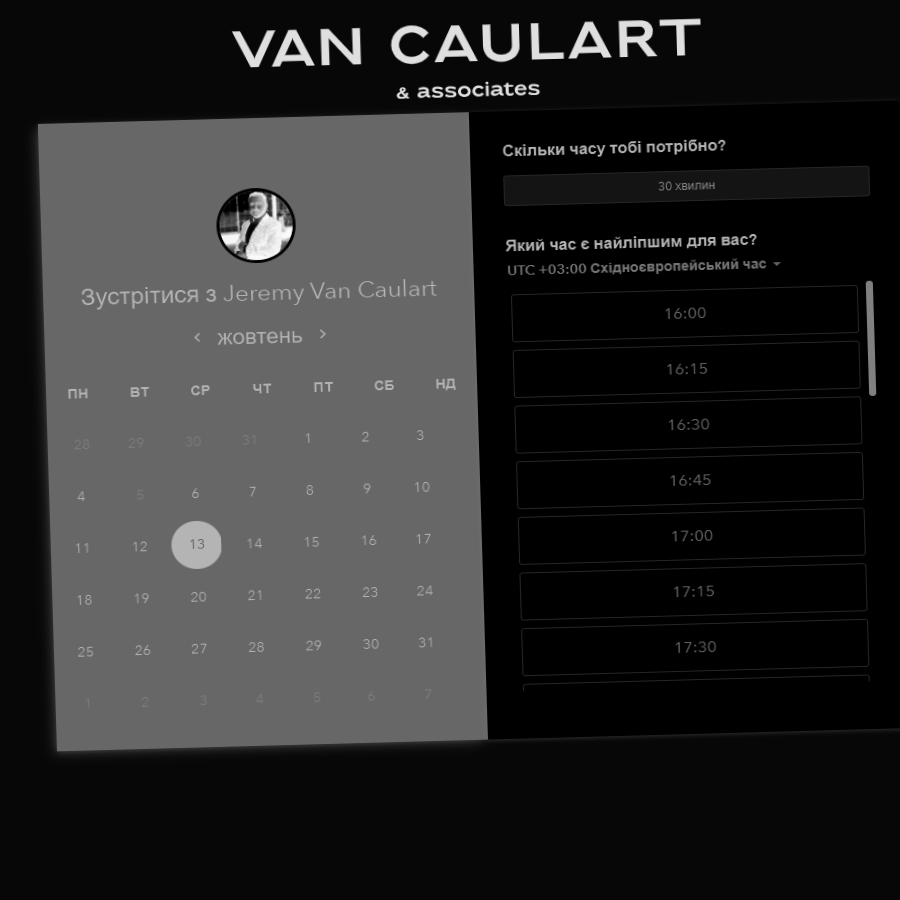 VAN CAULART
& associates
Зустрітися з Jeremy Van Caulart
‹ жовтень ›
ПН ВТ СР ЧТ ПТ СБ НД
28 29 30 31 1 2 3
4 5 6 7 8 9 10
11 12 13 14 15 16 17
18 19 20 21 22 23 24
25 26 27 28 29 30 31
1 2 3 4 5 6 7
Скільки часу тобі потрібно?
30 хвилин
Який час є найліпшим для вас?
UTC +03:00 Східноєвропейський час
16:00
16:15
16:30
16:45
17:00
17:15
17:30